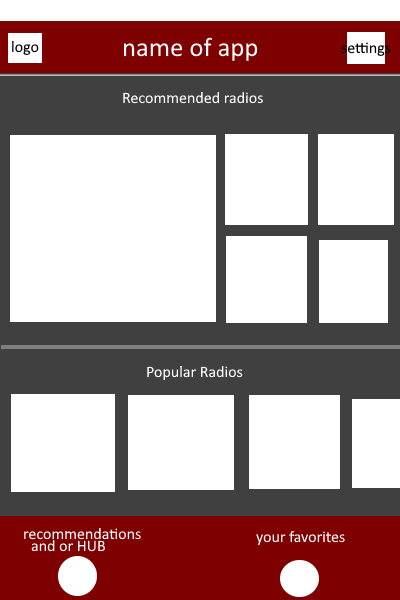 logo
name of app
settings
Recommended radios
Popular Radios
recommendations
and or HUB
your favorites